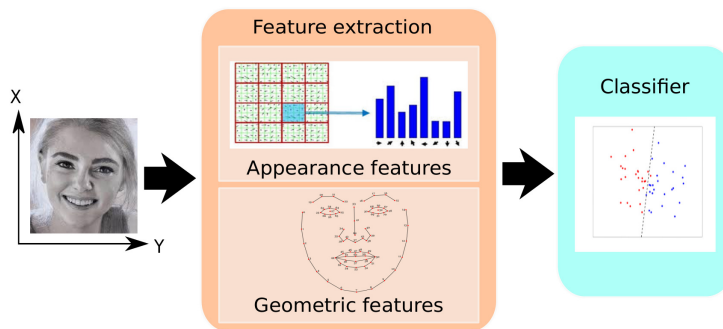 Feature extraction
X
Y
Appearance features
Geometric features
Classifier